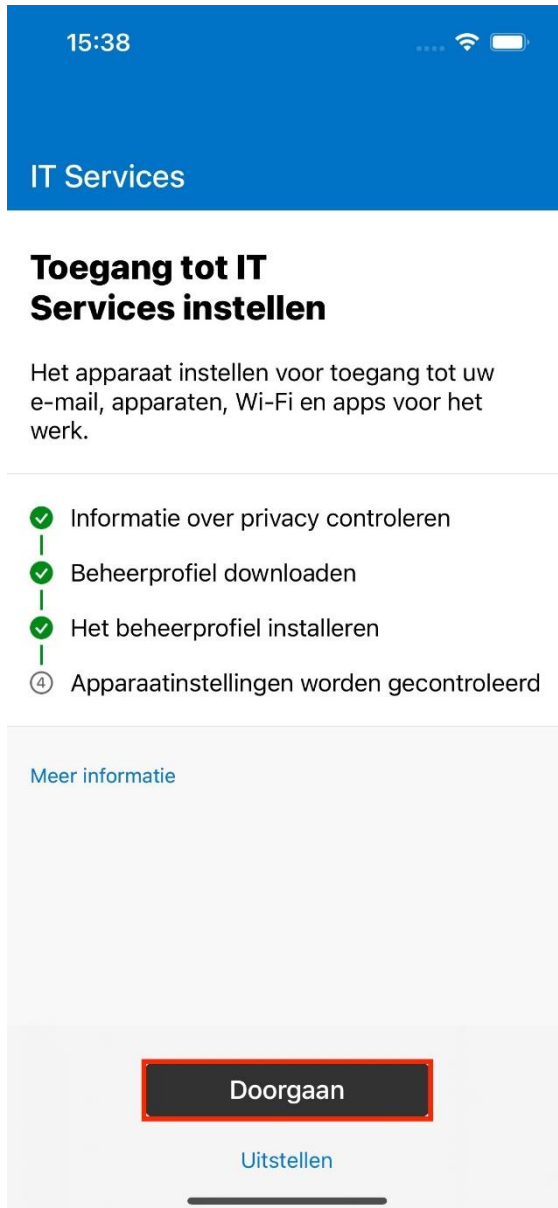 15:38
IT Services
Toegang tot IT
Services instellen
Het apparaat instellen voor toegang tot uw
e-mail, apparaten, Wi-Fi en apps voor het
werk.
Informatie over privacy controleren
Beheerprofiel downloaden
Het beheerprofiel installeren
4 Apparaatinstellingen worden gecontroleerd
Meer informatie
Doorgaan
Uitstellen